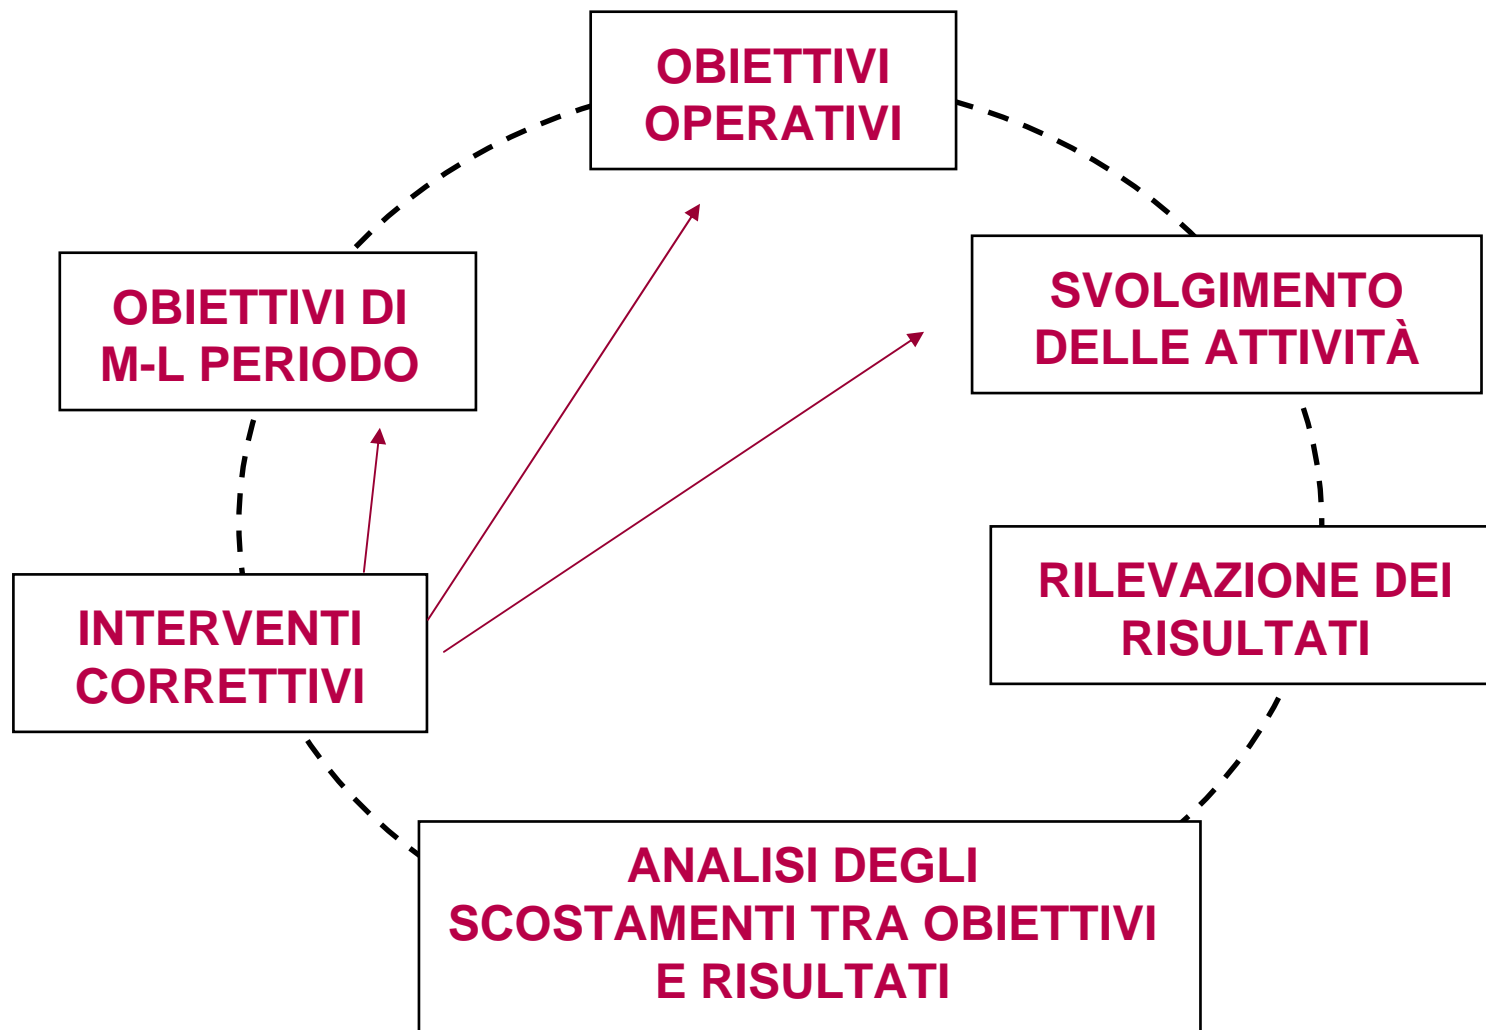 OBIETTIVI
OPERATIVI
OBIETTIVI DI
M-L PERIODO
SVOLGIMENTO
DELLE ATTIVITÀ
RILEVAZIONE DEI
RISULTATI
INTERVENTI
CORRETTIVI
ANALISI DEGLI
SCOSTAMENTI TRA OBIETTIVI
E RISULTATI